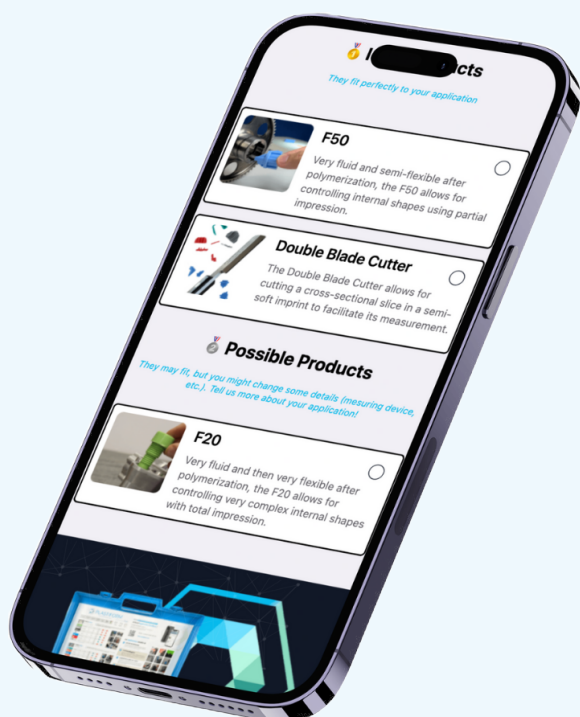 cts
They fit perfectly to your application
F50
Very fluid and semi-flexible after
polymerization, the F50 allows for
controlling internal shapes using partial
impression.
Double Blade Cutter
The Double Blade Cutter allows for
cutting a cross-sectional slice in a semi-
soft imprint to facilitate its measurement.
Possible Products
They may fit, but you might change some details (mesuring device,
etc.). Tell us more about your application!
F20
Very fluid and then very flexible after
polymerization, the F20 allows for
controlling very complex internal shapes
with total impression.